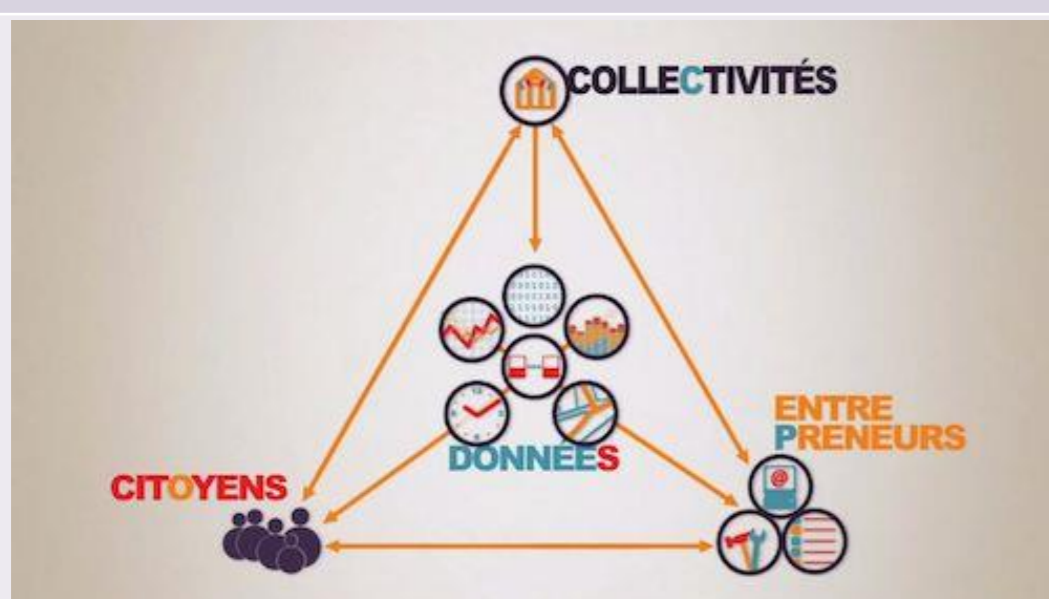 COLLECTIVITÉS
ENTRE
PRENEURS
DONNÉES
CITOYENS
@